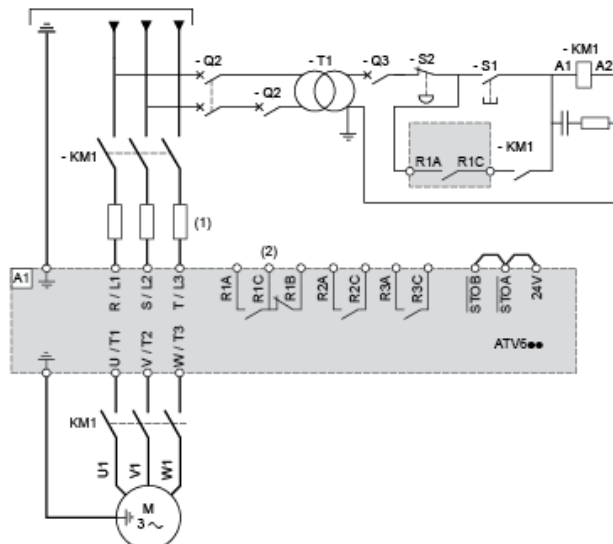 - Q2
- T1
- Q3
- S2
- S1
- KM1
A1
A2
- Q2
R1A
R1C
- KM1
- KM1
(1)
(2)
A1
R / L1
S / L2
T / L3
R1A
R1C
R1B
R2A
R2C
R3A
R3C
STOB
STOA
24V
U / T1
V / T2
W / T3
ATV6●●
KM1
U1
V1
W1
M
3 ~